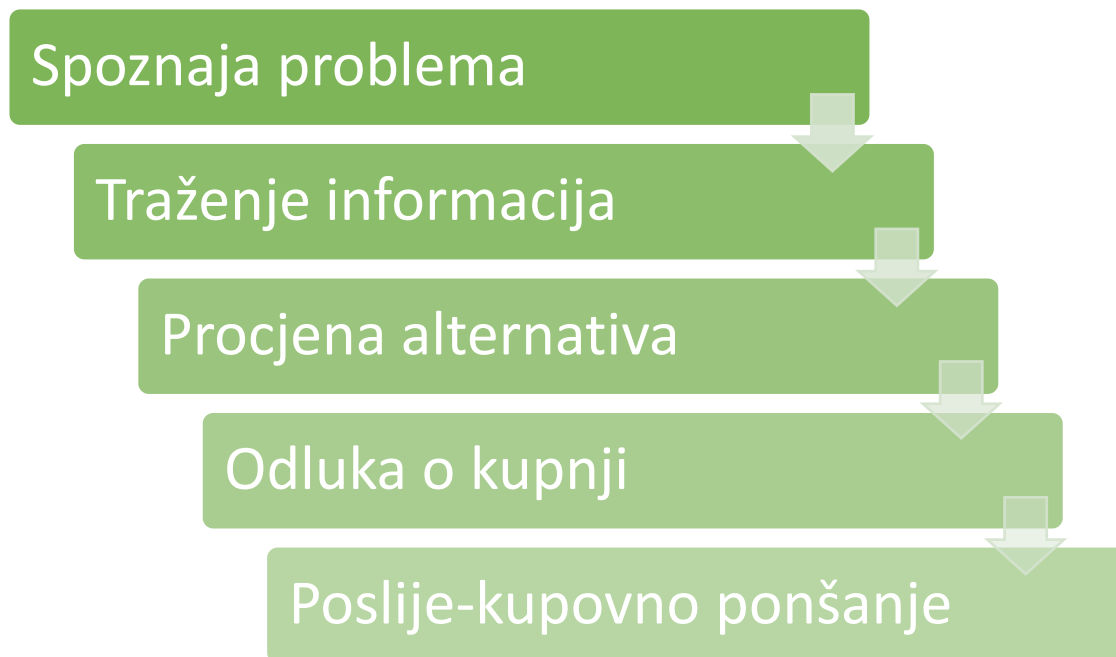 Spoznaja problema
Traženje informacija
Procjena alternativa
Odluka o kupnji
Poslije-kupovno ponšanje